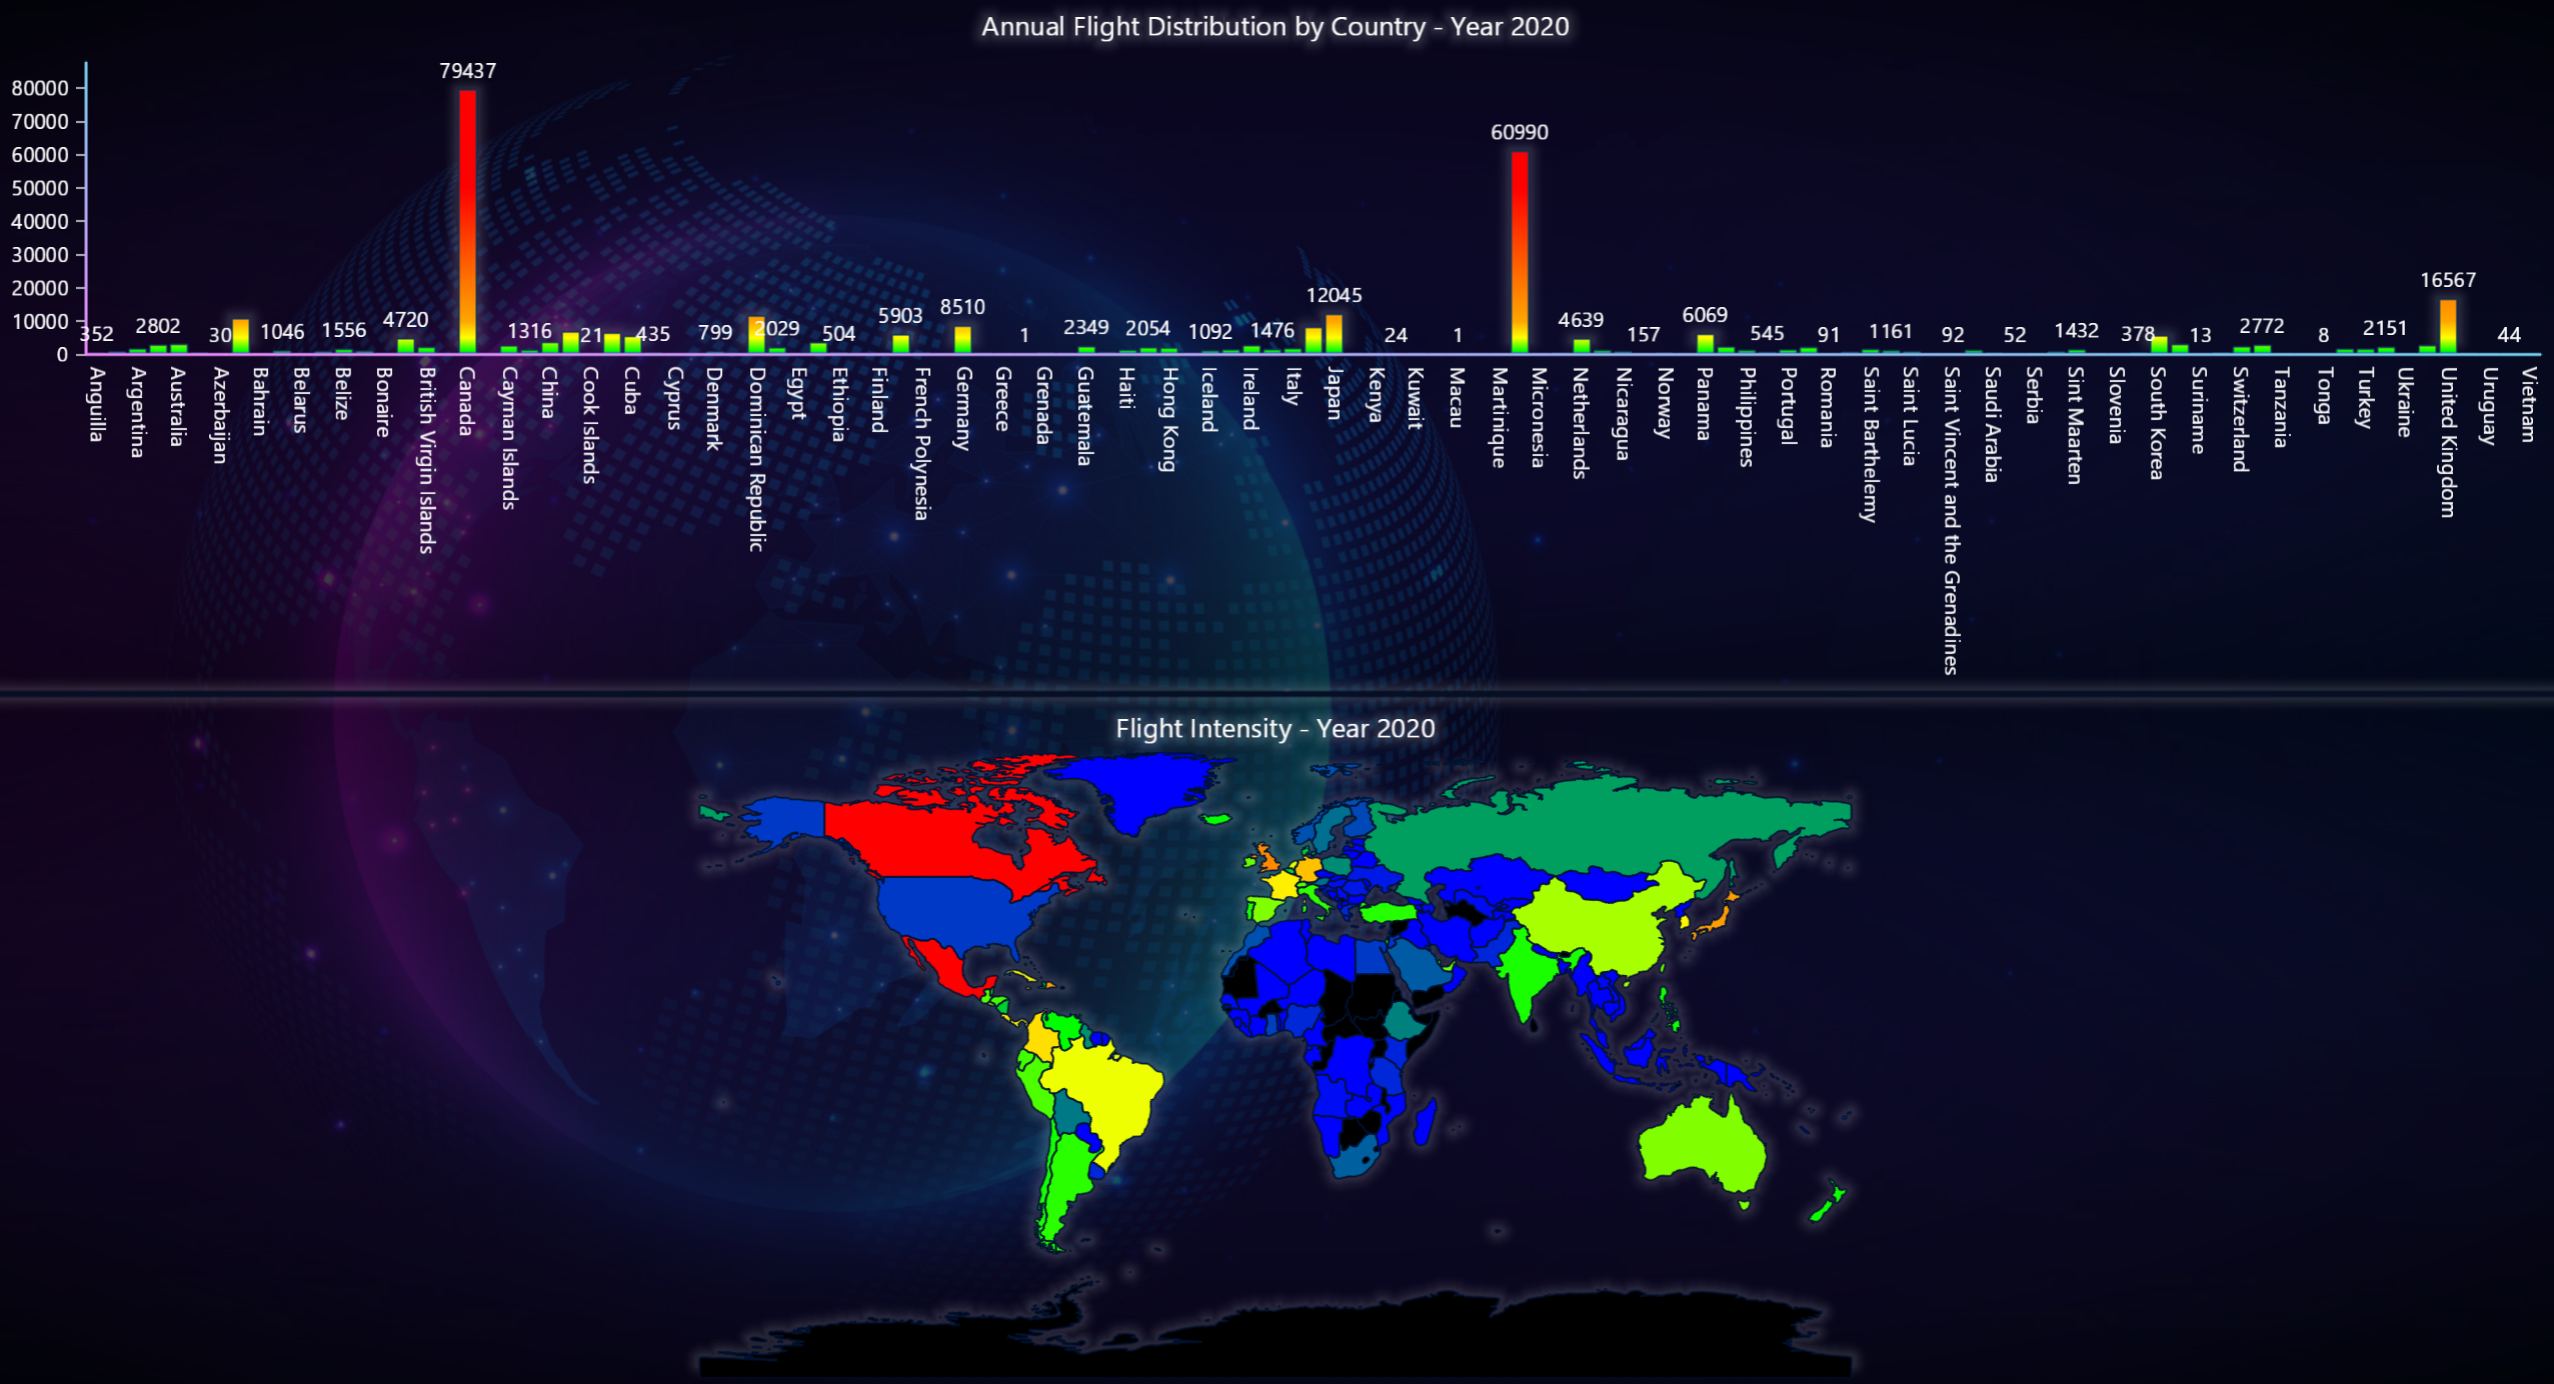 Annual Flight Distribution by Country - Year 2020
80000
70000
60000
50000
40000
30000
20000
10000
0
352
2802
30
1046
1556
4720
79437
1316
21
435
799
2029
504
5903
8510
1
2349
2054
1092
1476
12045
24
1
60990
4639
157
6069
545
91
1161
92
52
1432
378
13
2772
8
2151
16567
44
Anguilla
Argentina
Australia
Azerbaijan
Bahrain
Belarus
Belize
Bonaire
British Virgin Islands
Canada
Cayman Islands
China
Cook Islands
Cuba
Cyprus
Denmark
Dominican Republic
Egypt
Ethiopia
Finland
French Polynesia
Germany
Greece
Grenada
Guatemala
Haiti
Hong Kong
Iceland
Ireland
Italy
Japan
Kenya
Kuwait
Macau
Martinique
Micronesia
Netherlands
Nicaragua
Norway
Panama
Philippines
Portugal
Romania
Saint Barthelemy
Saint Lucia
Saint Vincent and the Grenadines
Saudi Arabia
Serbia
Sint Maarten
Slovenia
South Korea
Suriname
Switzerland
Tanzania
Tonga
Turkey
Ukraine
United Kingdom
Uruguay
Vietnam
Flight Intensity - Year 2020